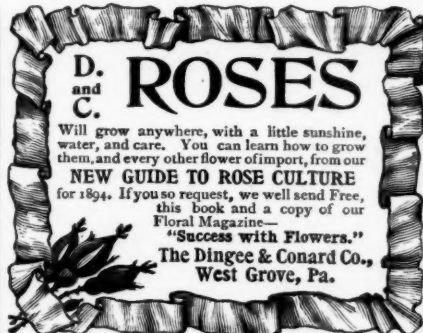 D. and C. ROSES
Will grow anywhere, with a little sunshine,
water, and care. You can learn how to grow
them, and every other flower of import, from our
NEW GUIDE TO ROSE CULTURE
for 1894. If you so request, we well send Free,
this book and a copy of our
Floral Magazine—
"Success with Flowers."
The Dingee & Conard Co.,
West Grove, Pa.